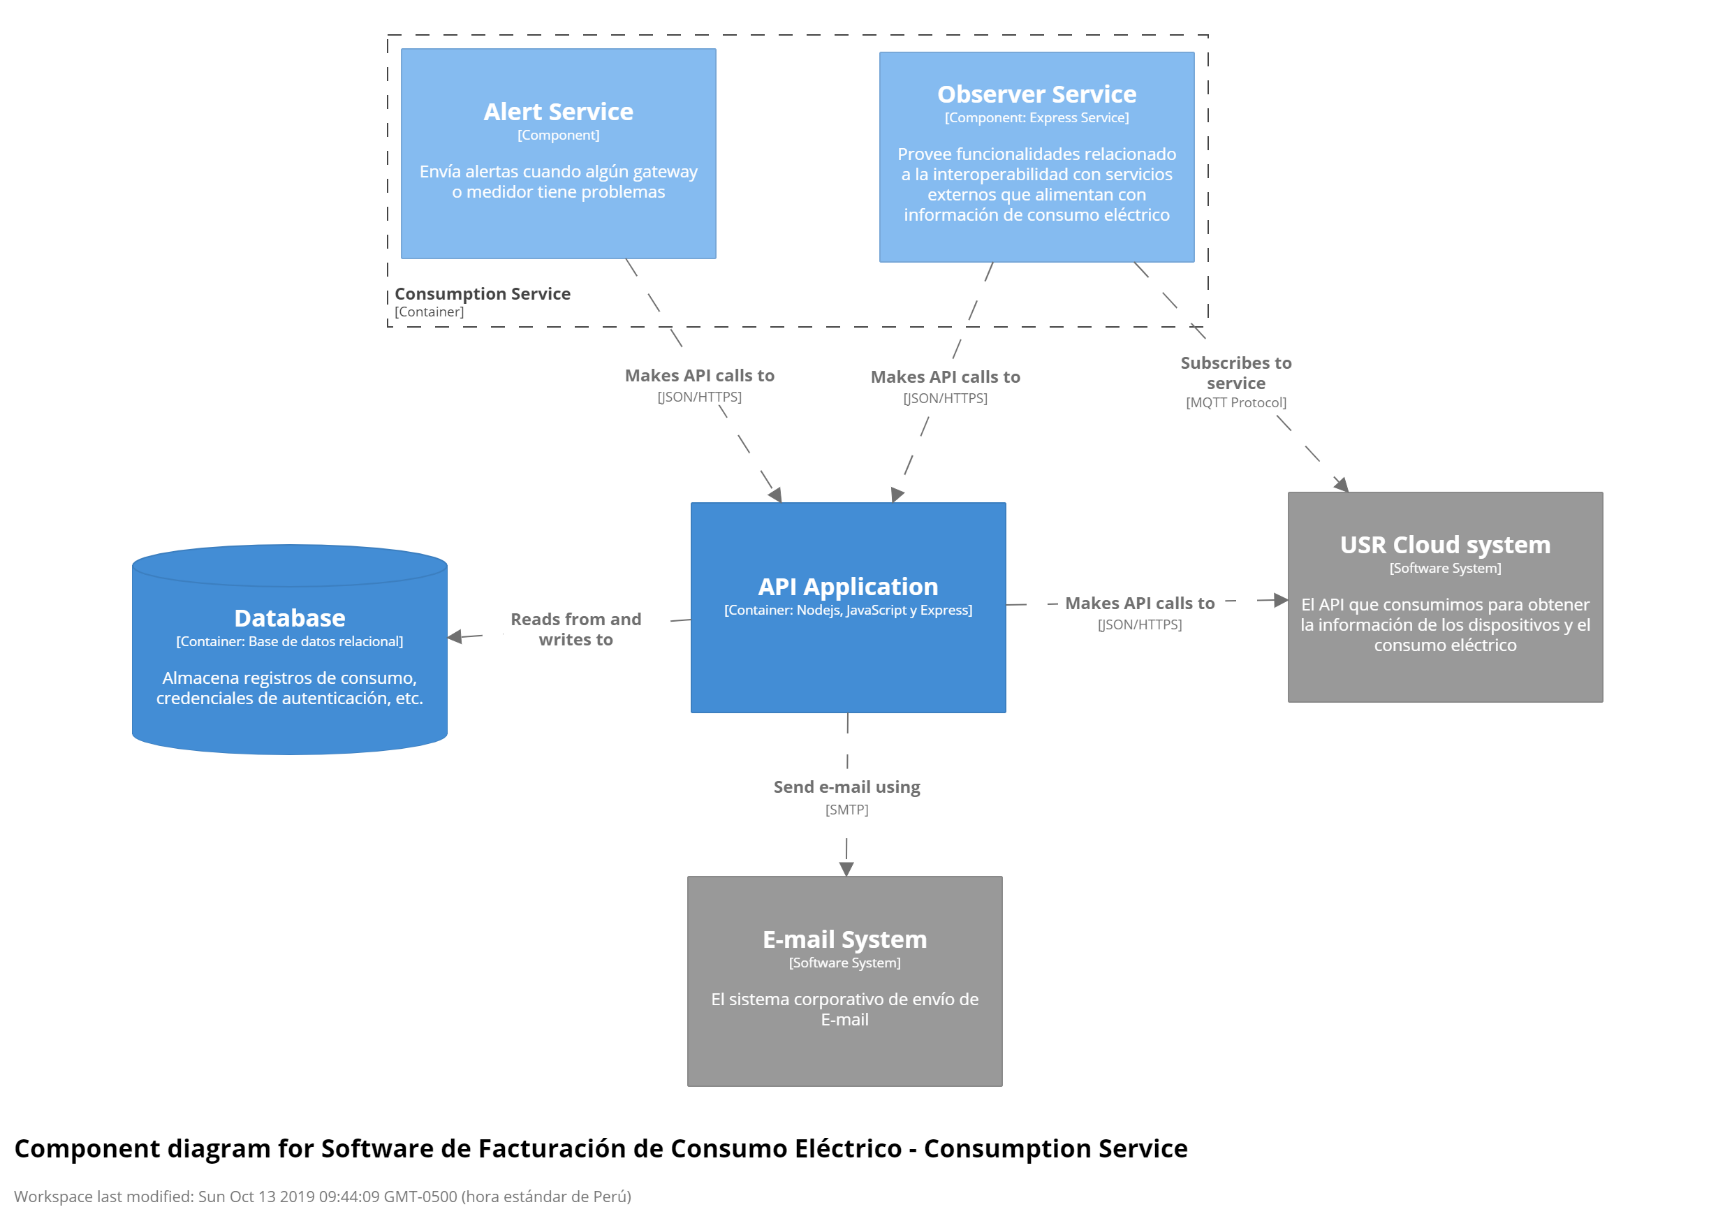 Alert Service
[Component]
Envía alertas cuando algún gateway
o medidor tiene problemas
Observer Service
[Component: Express Service]
Provee funcionalidades relacionado
a la interoperabilidad con servicios
externos que alimentan con
información de consumo eléctrico
Consumption Service
[Container]
Makes API calls to
[JSON/HTTPS]
Makes API calls to
[JSON/HTTPS]
Subscribes to
service
[MQTT Protocol]
Database
[Container: Base de datos relacional]
Almacena registros de consumo,
credenciales de autenticación, etc.
Reads from and
writes to
API Application
[Container: Nodejs, JavaScript y Express]
Makes API calls to
[JSON/HTTPS]
USR Cloud system
[Software System]
El API que consumimos para obtener
la información de los dispositivos y el
consumo eléctrico
Send e-mail using
[SMTP]
E-mail System
[Software System]
El sistema corporativo de envío de
E-mail
Component diagram for Software de Facturación de Consumo Eléctrico - Consumption Service
Workspace last modified: Sun Oct 13 2019 09:44:09 GMT-0500 (hora estándar de Perú)